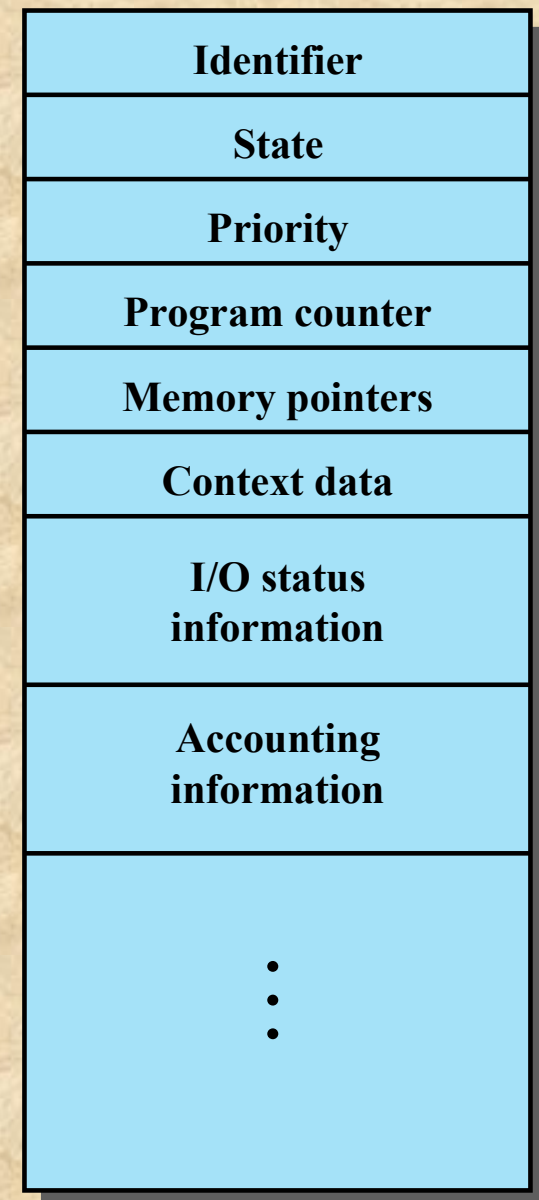 Identifier
State
Priority
Program counter
Memory pointers
Context data
I/O status
information
Accounting
information